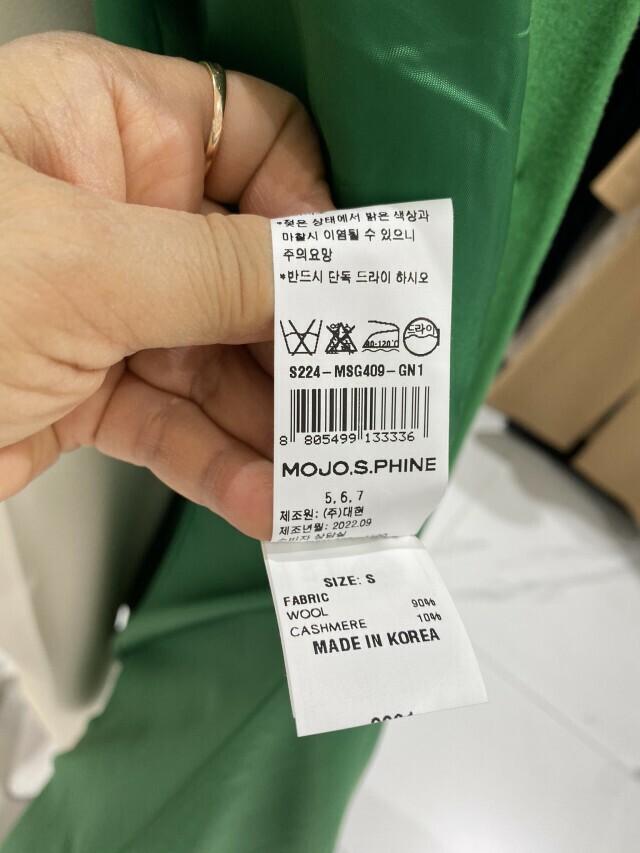 *젖은 상태에서 밝은 색상과
마찰시 이염될 수 있으니
주의요망
*반드시 단독 드라이 하시오
80-120℃ 드라이
S224-MSG409-GN1
8 805499 133336
MOJO.S.PHINE
5.6.7
제조원: (주)대현
제조년월: 2022.09
SIZE: S
FABRIC
WOOL 90%
CASHMERE 10%
MADE IN KOREA